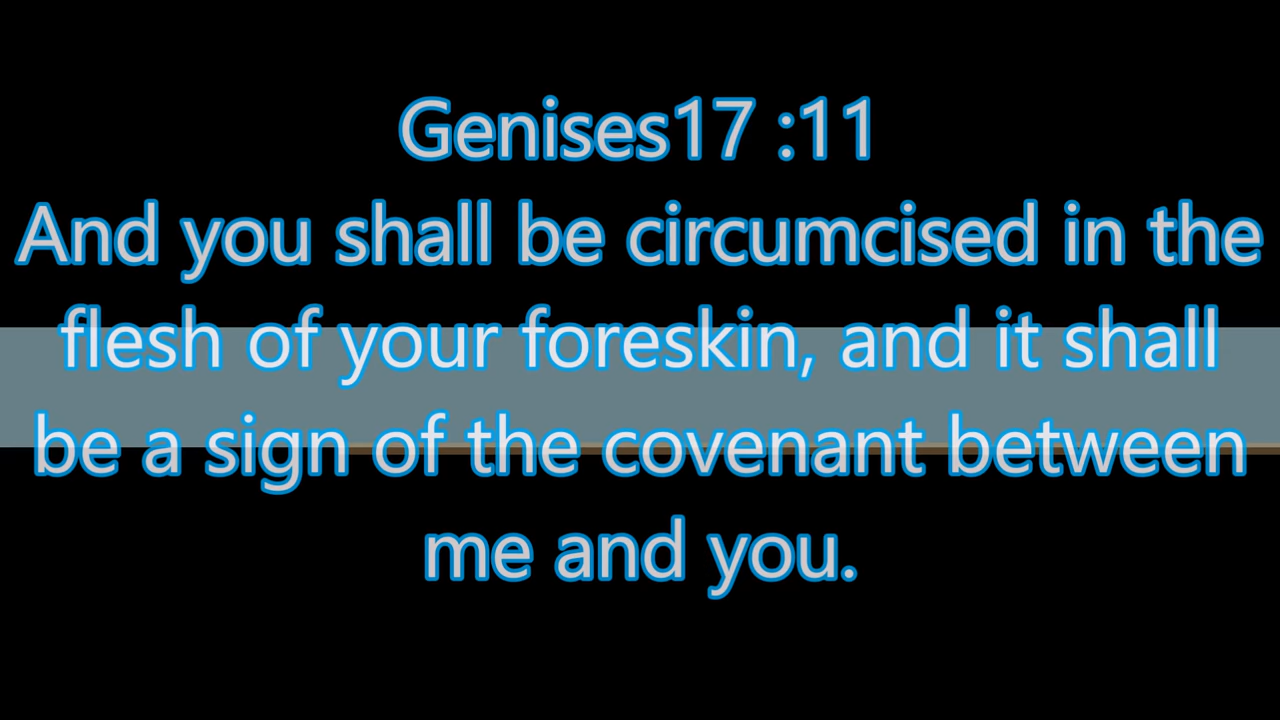 Genises17 :11
And you shall be circumcised in the
flesh of your foreskin, and it shall
be a sign of the covenant between
me and you.